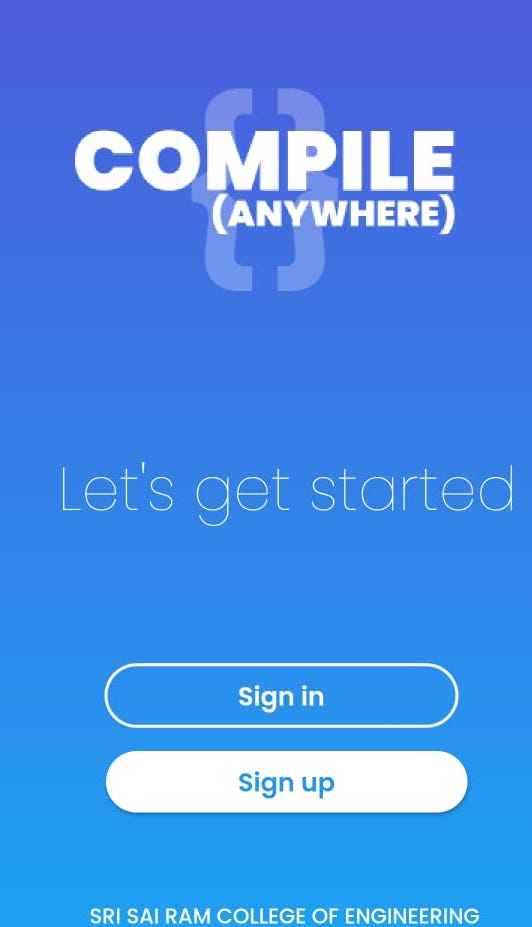 COMPILE
(ANYWHERE)
Let's get started
Sign in
Sign up
SRI SAI RAM COLLEGE OF ENGINEERING